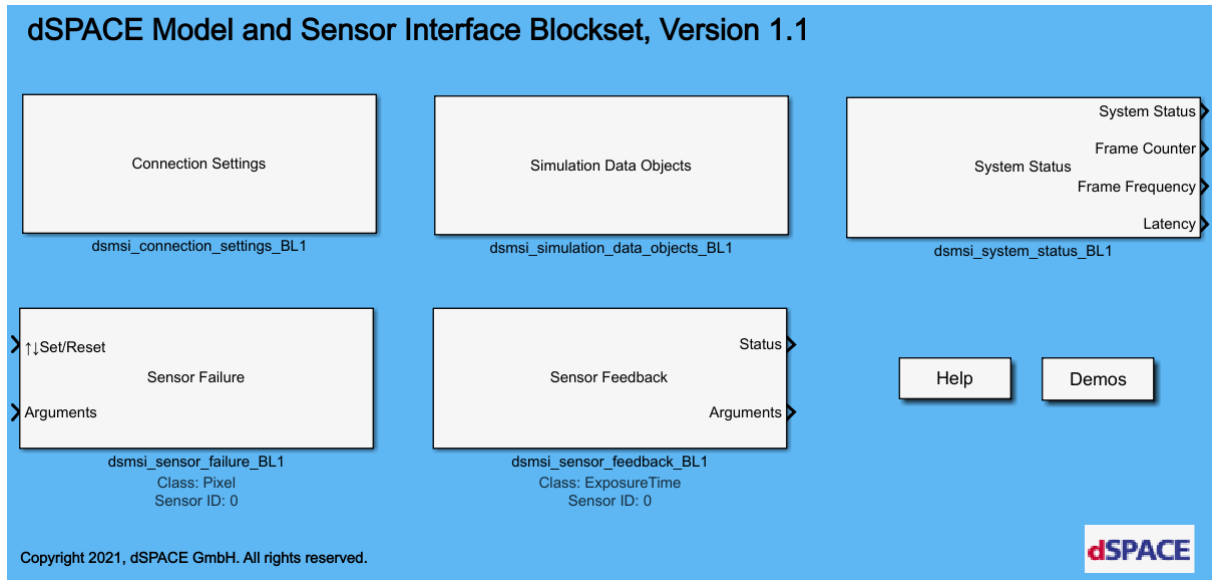 dSPACE Model and Sensor Interface Blockset, Version 1.1
Connection Settings
dsmsi_connection_settings_BL1
Simulation Data Objects
dsmsi_simulation_data_objects_BL1
System Status
System Status
Frame Counter
Frame Frequency
Latency
dsmsi_system_status_BL1
↑↓Set/Reset
Sensor Failure
Arguments
dsmsi_sensor_failure_BL1
Class: Pixel
Sensor ID: 0
Status
Sensor Feedback
Arguments
dsmsi_sensor_feedback_BL1
Class: ExposureTime
Sensor ID: 0
Help
Demos
Copyright 2021, dSPACE GmbH. All rights reserved.
dSPACE